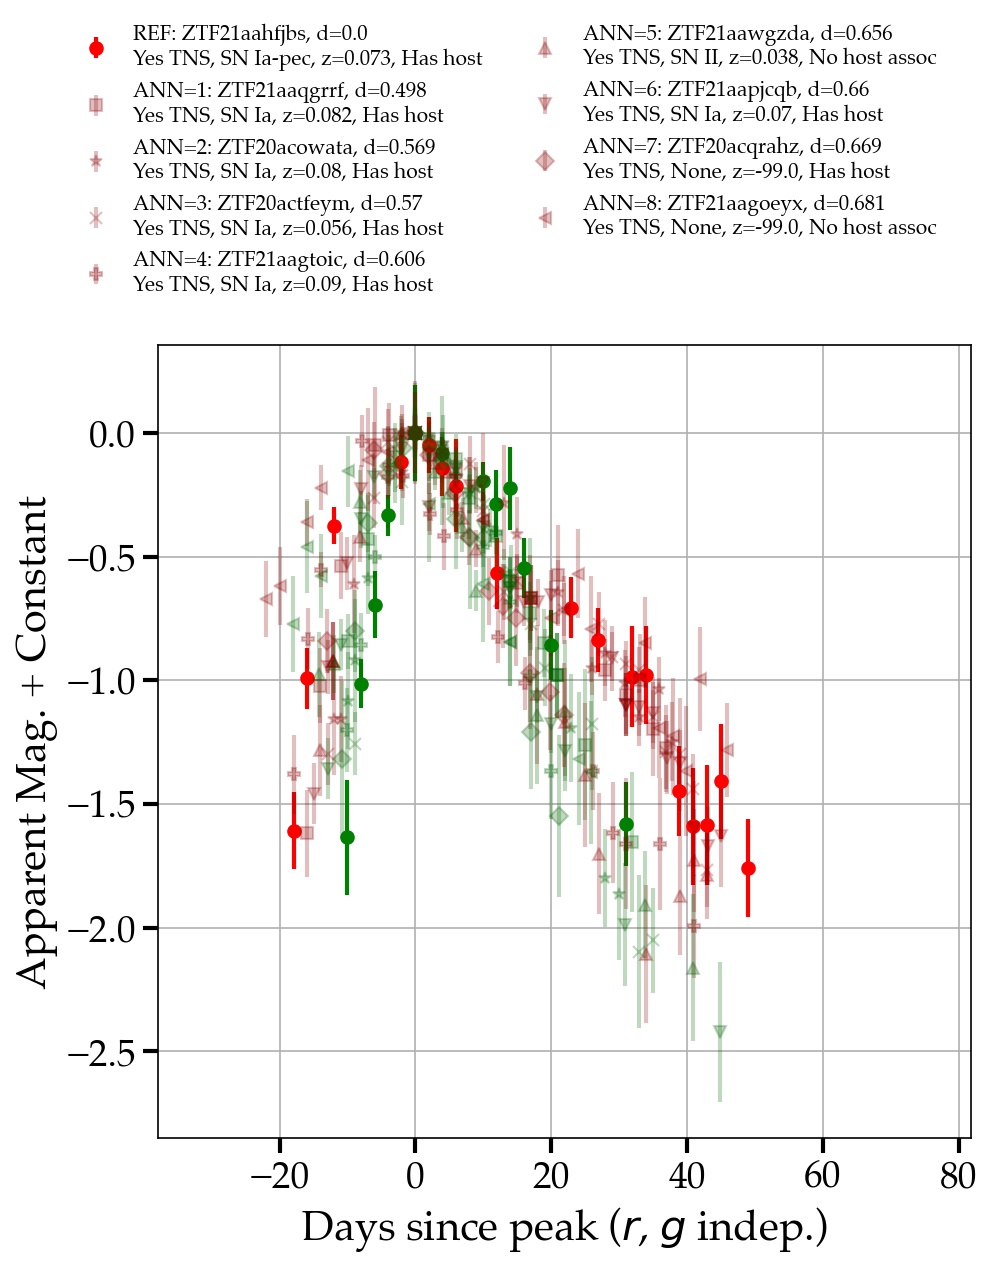 REF: ZTF21aahfjbs, d=0.0
Yes TNS, SN Ia-pec, z=0.073, Has host
ANN=1: ZTF21aaqgrrf, d=0.498
Yes TNS, SN Ia, z=0.082, Has host
ANN=2: ZTF20acowata, d=0.569
Yes TNS, SN Ia, z=0.08, Has host
ANN=3: ZTF20actfeym, d=0.57
Yes TNS, SN Ia, z=0.056, Has host
ANN=4: ZTF21aagtoic, d=0.606
Yes TNS, SN Ia, z=0.09, Has host
ANN=5: ZTF21aawgzda, d=0.656
Yes TNS, SN II, z=0.038, No host assoc
ANN=6: ZTF21aapjcqb, d=0.66
Yes TNS, SN Ia, z=0.07, Has host
ANN=7: ZTF20acqrahz, d=0.669
Yes TNS, None, z=-99.0, Has host
ANN=8: ZTF21aagoeyx, d=0.681
Yes TNS, None, z=-99.0, No host assoc
Apparent Mag. + Constant
0.0
−0.5
−1.0
−1.5
−2.0
−2.5
−20 0 20 40 60 80
Days since peak (r, g indep.)